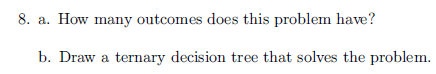 8. a. How many outcomes does this problem have?
b. Draw a ternary decision tree that solves the problem.